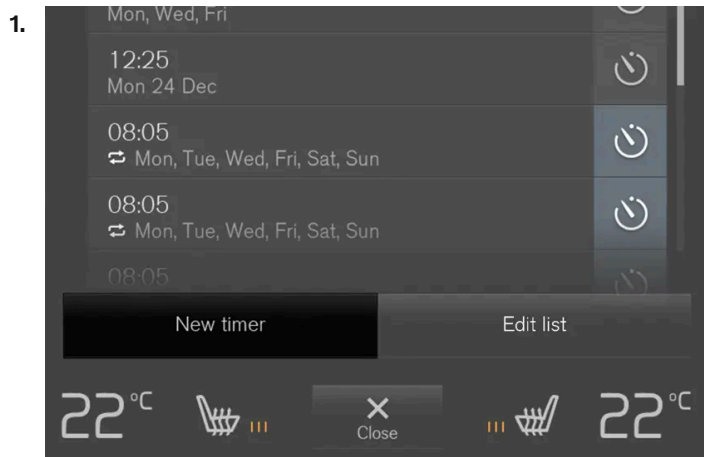 1.
Mon, Wed, Fri
12:25
Mon 24 Dec
08:05
Mon, Tue, Wed, Fri, Sat, Sun
08:05
Mon, Tue, Wed, Fri, Sat, Sun
08:05
New timer Edit list
22°C 22°C
Close